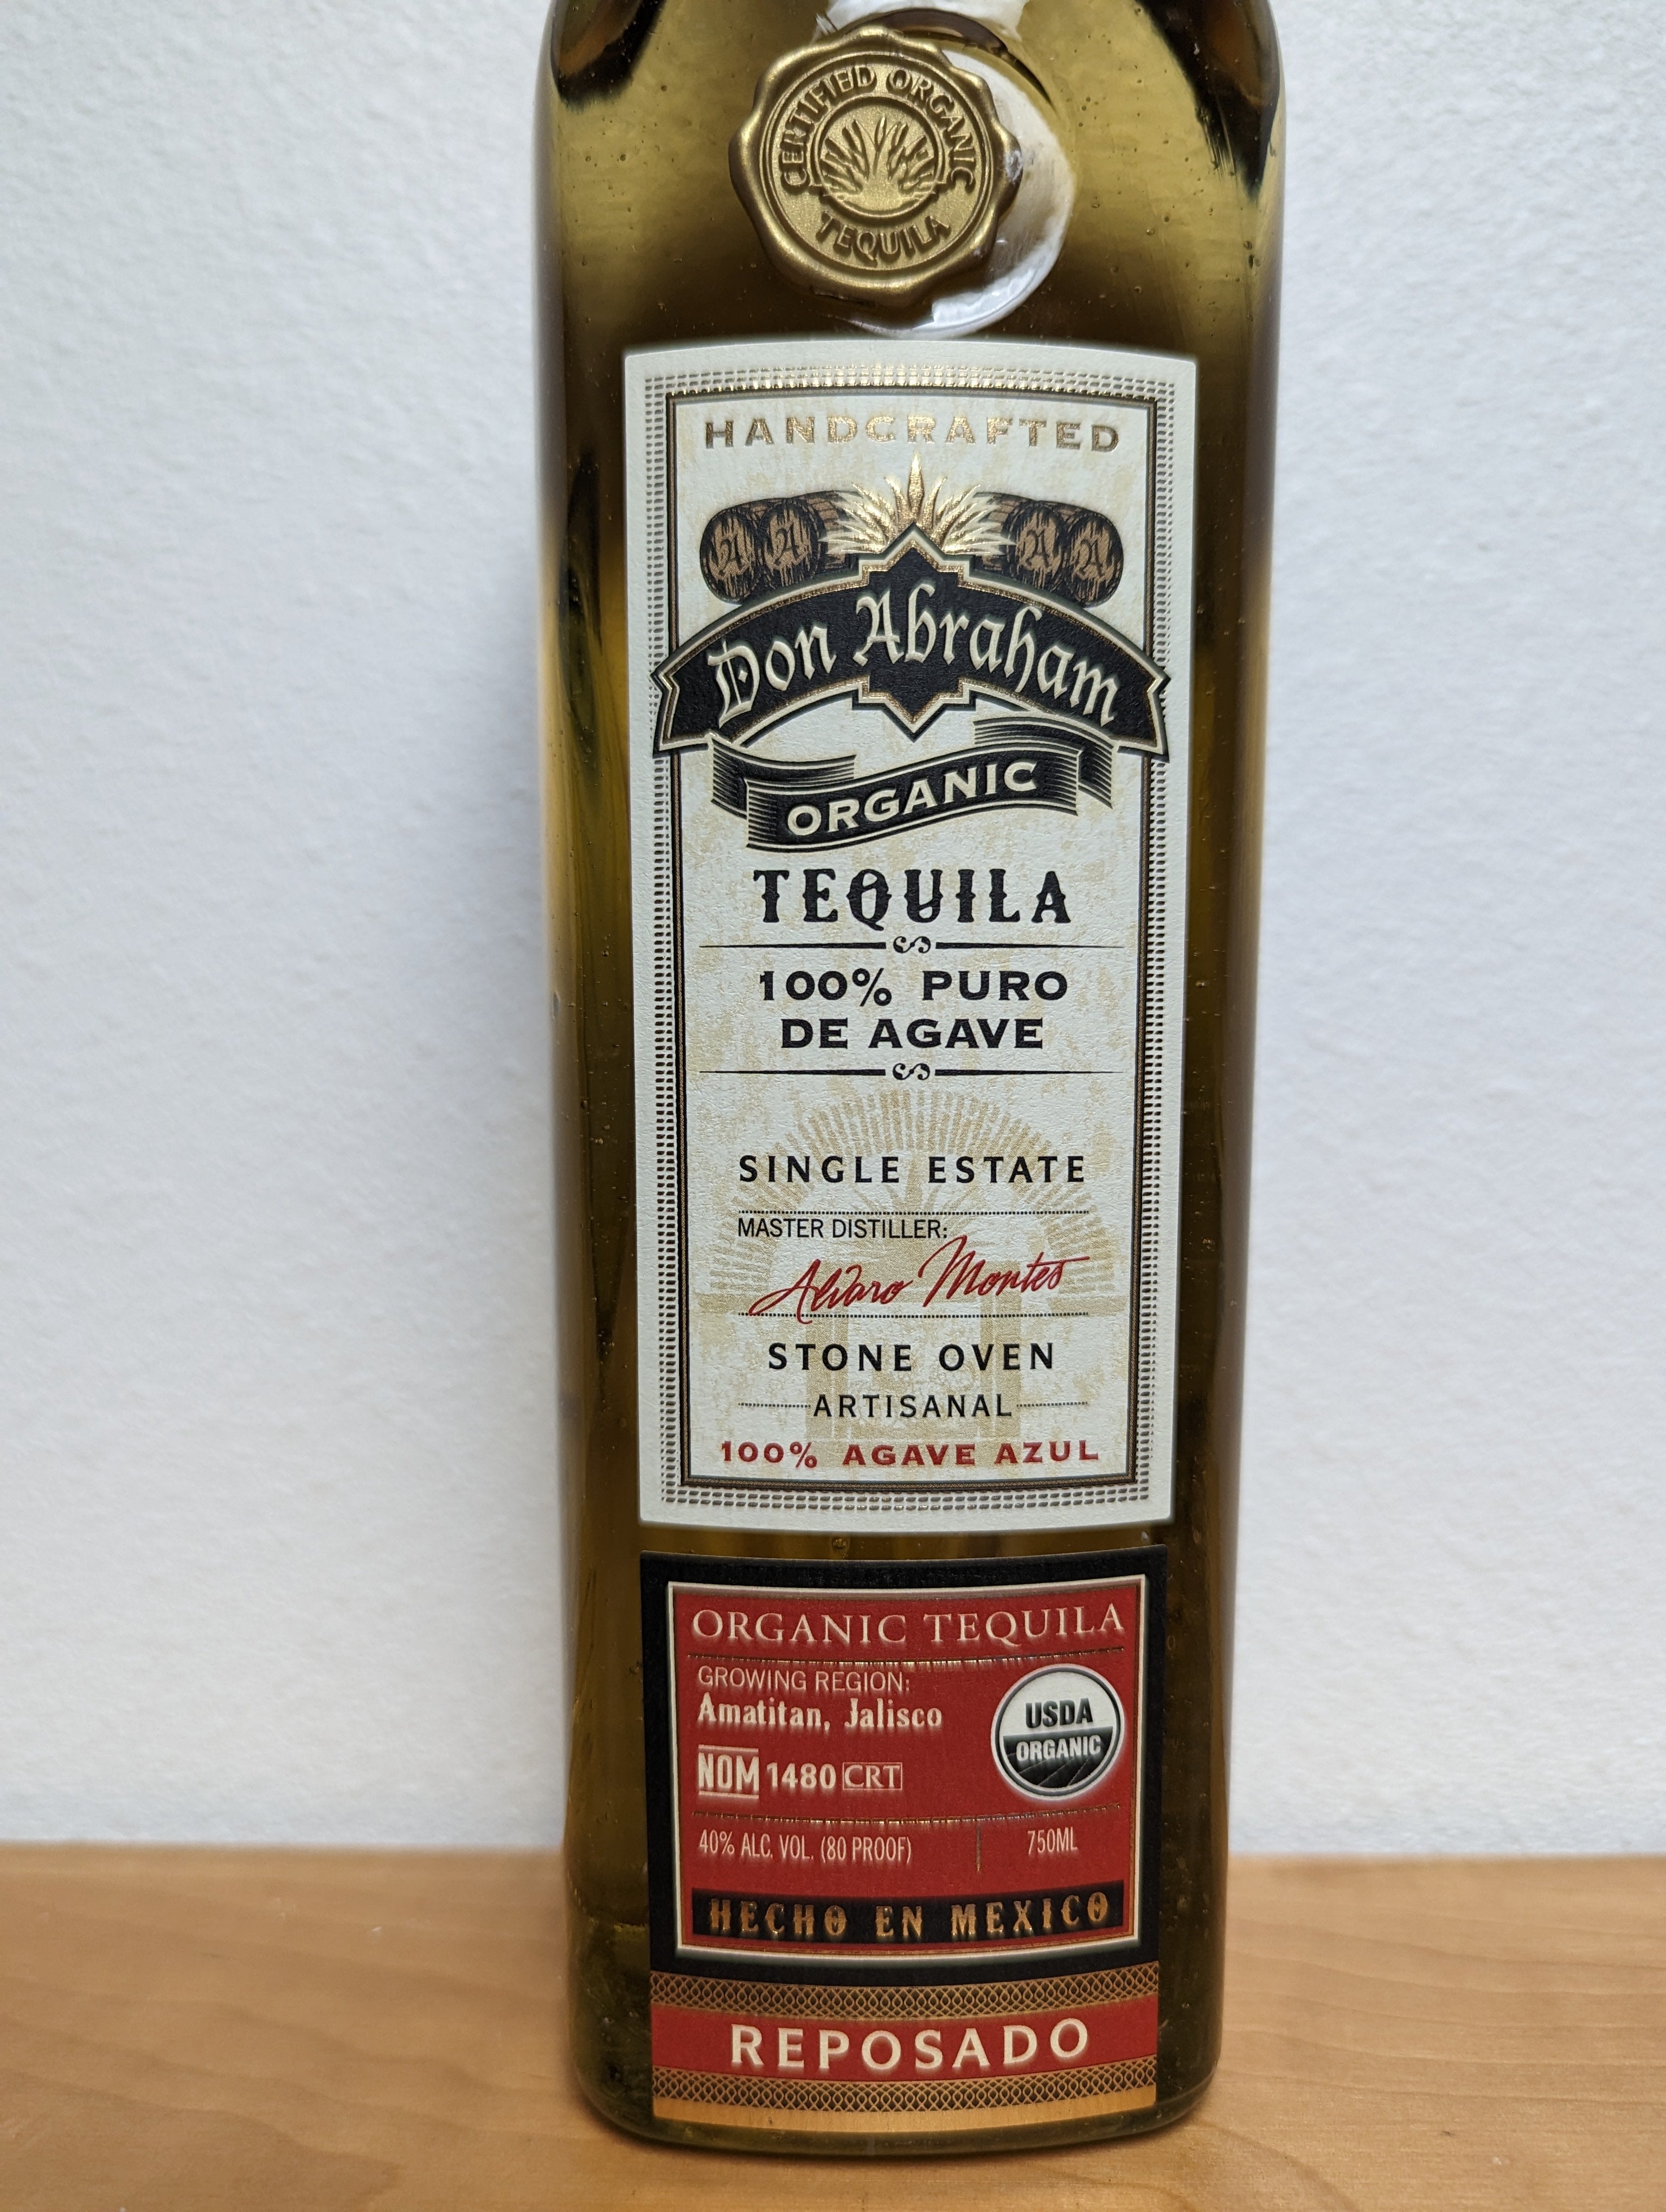 CERTIFIED ORGANIC
TEQUILA
HANDCRAFTED
A A A A
Don Abraham
ORGANIC
TEQUILA
100% PURO
DE AGAVE
SINGLE ESTATE
MASTER DISTILLER:
Alvaro Montes
STONE OVEN
ARTISANAL
100% AGAVE AZUL
ORGANIC TEQUILA
GROWING REGION:
Amatitan, Jalisco
USDA
ORGANIC
NOM 1480 CRT
40% ALC. VOL. (80 PROOF)
750ML
HECHO EN MEXICO
REPOSADO